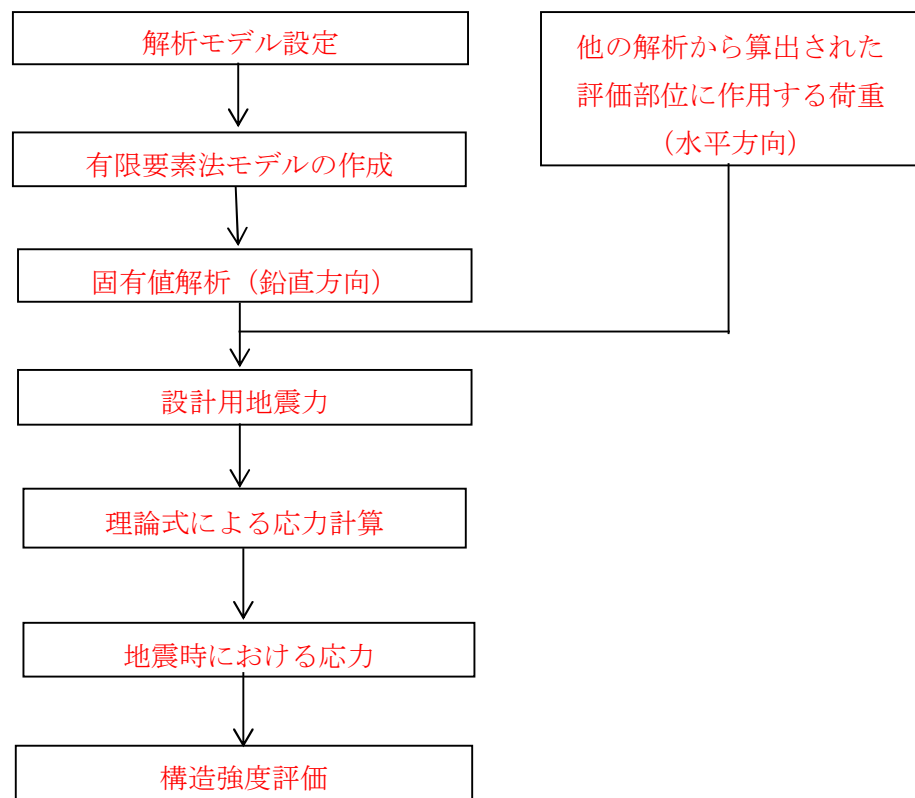 解析モデル設定
他の解析から算出された
評価部位に作用する荷重
（水平方向）
有限要素法モデルの作成
固有値解析（鉛直方向）
設計用地震力
理論式による応力計算
地震時における応力
構造強度評価